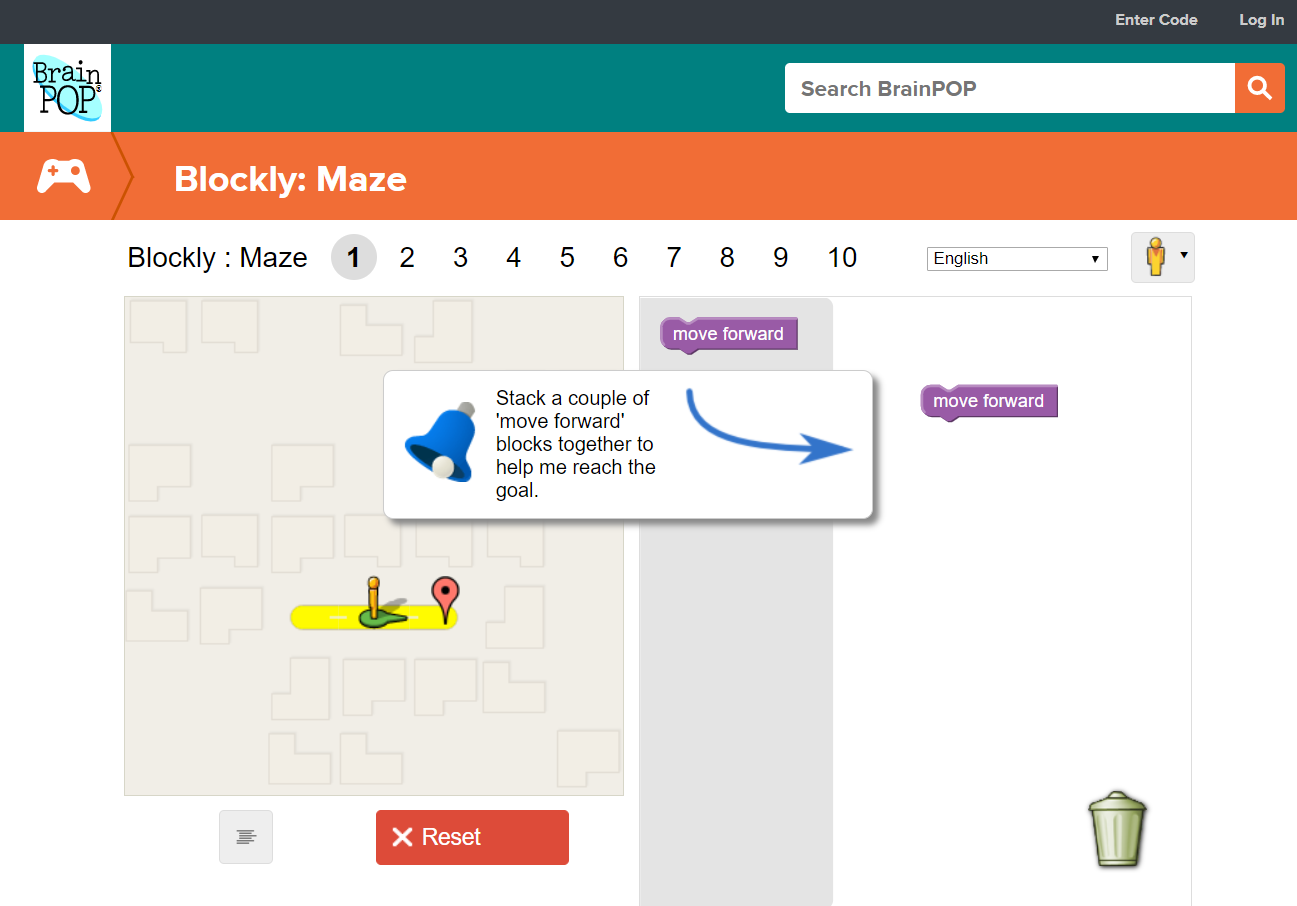 Enter Code Log In
Brain
POP®
Search BrainPOP
Blockly: Maze
Blockly : Maze 1 2 3 4 5 6 7 8 9 10 English
move forward
Stack a couple of
'move forward'
blocks together to
help me reach the
goal.
move forward
Reset